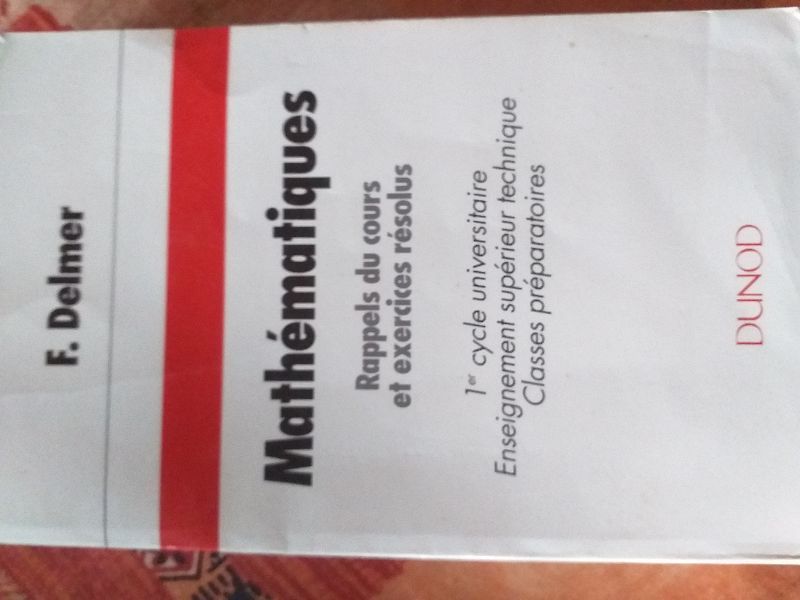 F. Delmer
Mathématiques
Rappels du cours
et exercices résolus
1er cycle universitaire
Enseignement supérieur technique
Classes préparatoires
DUNOD